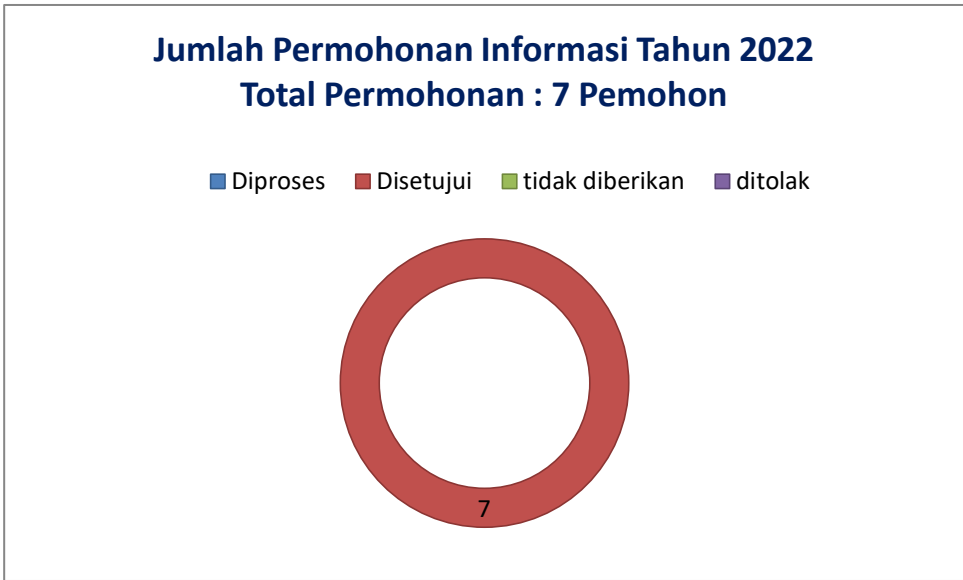 Jumlah Permohonan Informasi Tahun 2022
Total Permohonan : 7 Pemohon
Diproses Disetujui tidak diberikan ditolak
7